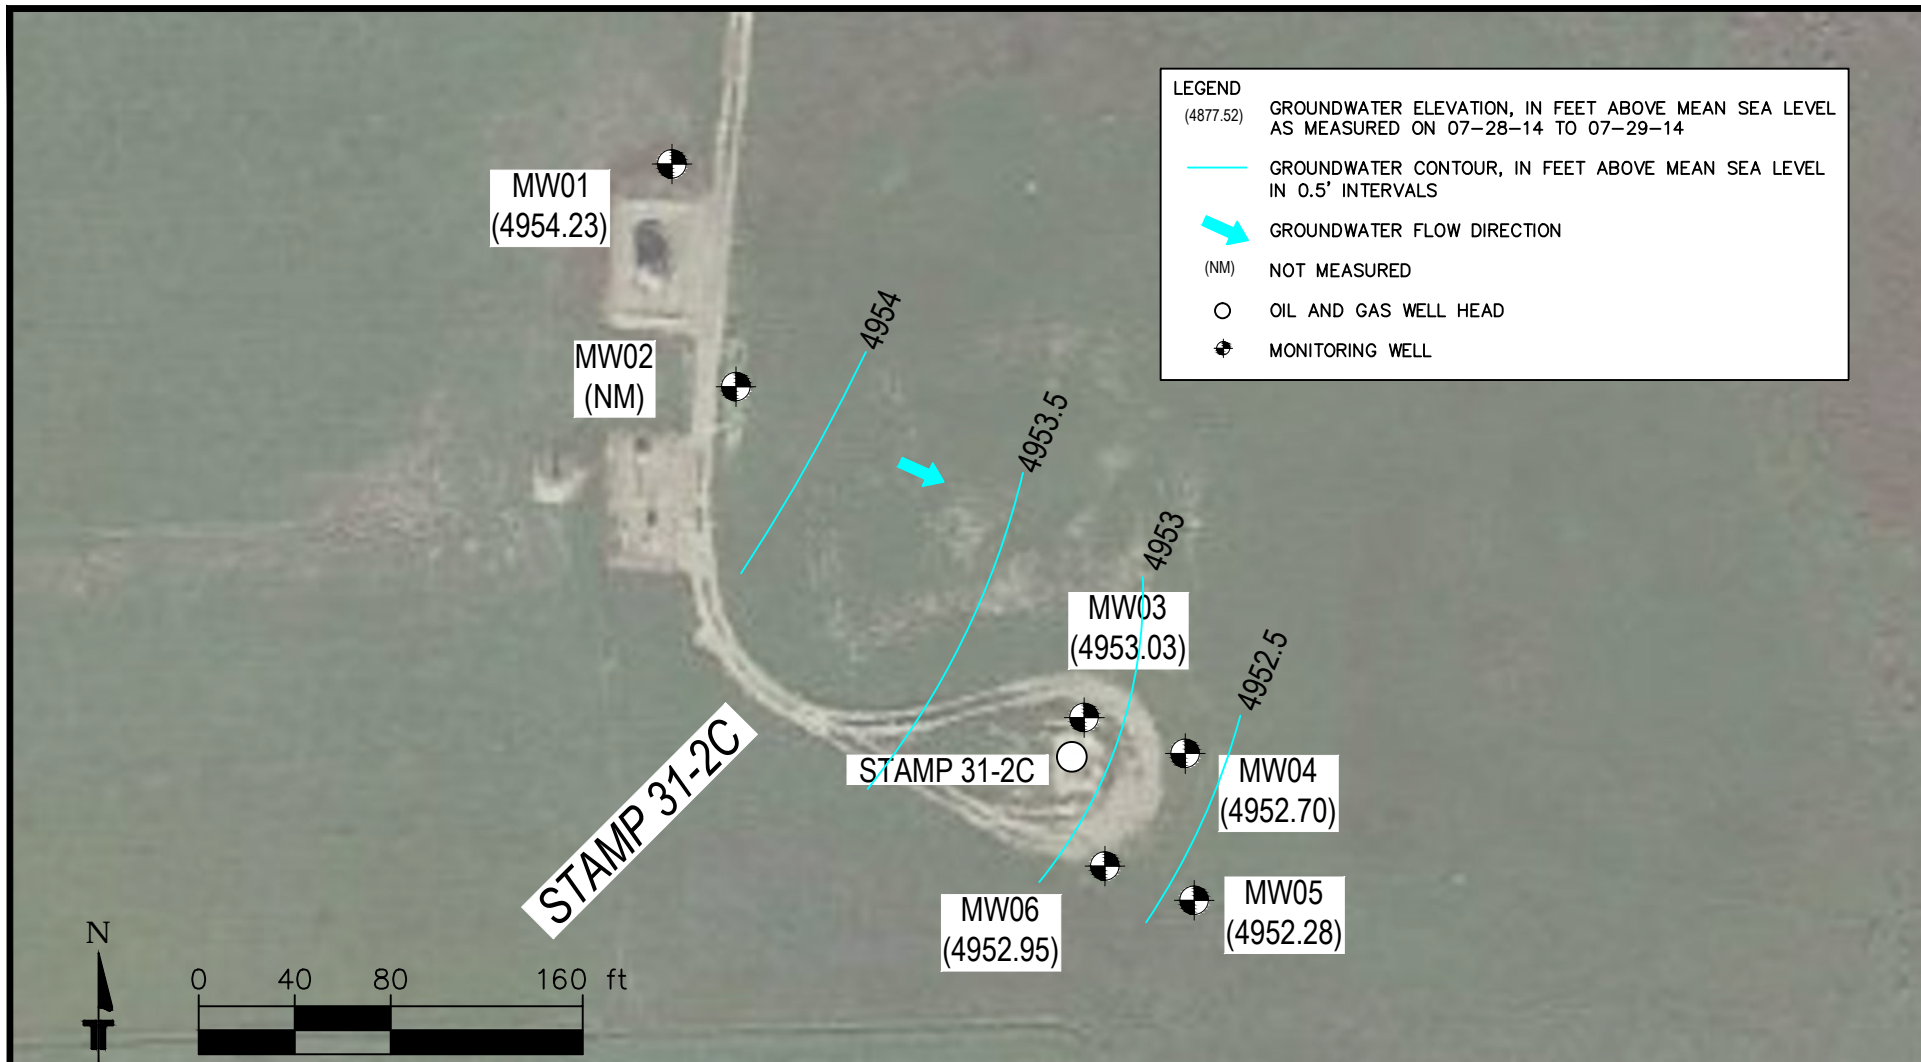 LEGEND
(4877.52) GROUNDWATER ELEVATION, IN FEET ABOVE MEAN SEA LEVEL
AS MEASURED ON 07-28-14 TO 07-29-14
GROUNDWATER CONTOUR, IN FEET ABOVE MEAN SEA LEVEL
IN 0.5' INTERVALS
GROUNDWATER FLOW DIRECTION
(NM) NOT MEASURED
OIL AND GAS WELL HEAD
MONITORING WELL
MW01
(4954.23)
MW02
(NM)
4954
4953.5
4953
4952.5
MW03
(4953.03)
STAMP 31-2C
MW04
(4952.70)
MW05
(4952.28)
MW06
(4952.95)
STAMP 31-2C
N
0 40 80 160 ft